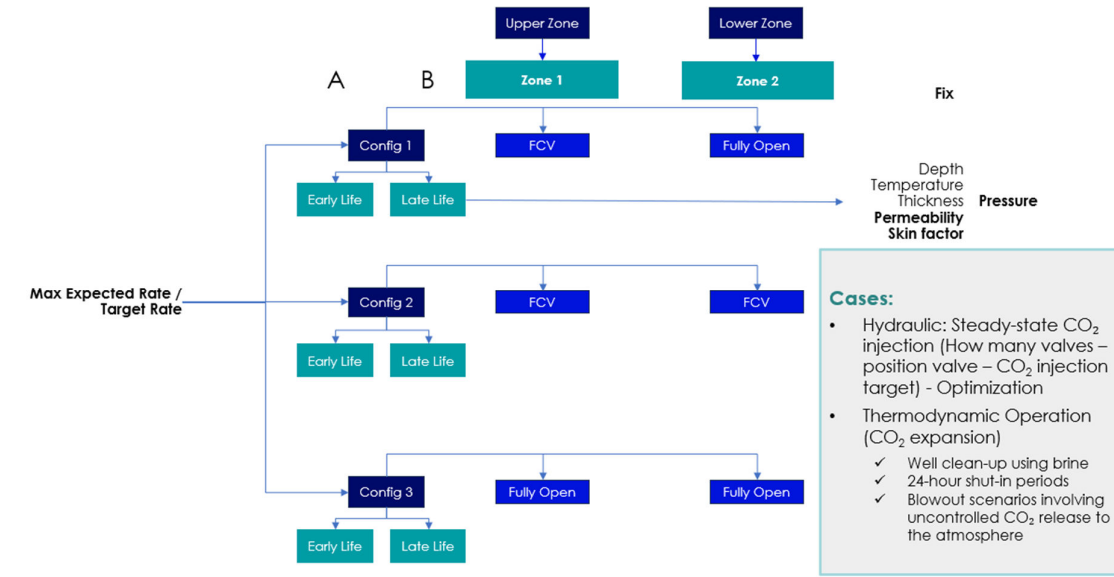 Upper Zone
Lower Zone
A
B
Zone 1
Zone 2
Fix
Config 1
FCV
Fully Open
Early Life
Late Life
Depth
Temperature
Thickness
Pressure
Permeability
Skin factor
Max Expected Rate /
Target Rate
Config 2
FCV
FCV
Early Life
Late Life
Config 3
Fully Open
Fully Open
Early Life
Late Life
Cases:
• Hydraulic: Steady-state CO₂
injection (How many valves –
position valve – CO₂ injection
target) - Optimization
• Thermodynamic Operation
(CO₂ expansion)
✓ Well clean-up using brine
✓ 24-hour shut-in periods
✓ Blowout scenarios involving
uncontrolled CO₂ release to
the atmosphere